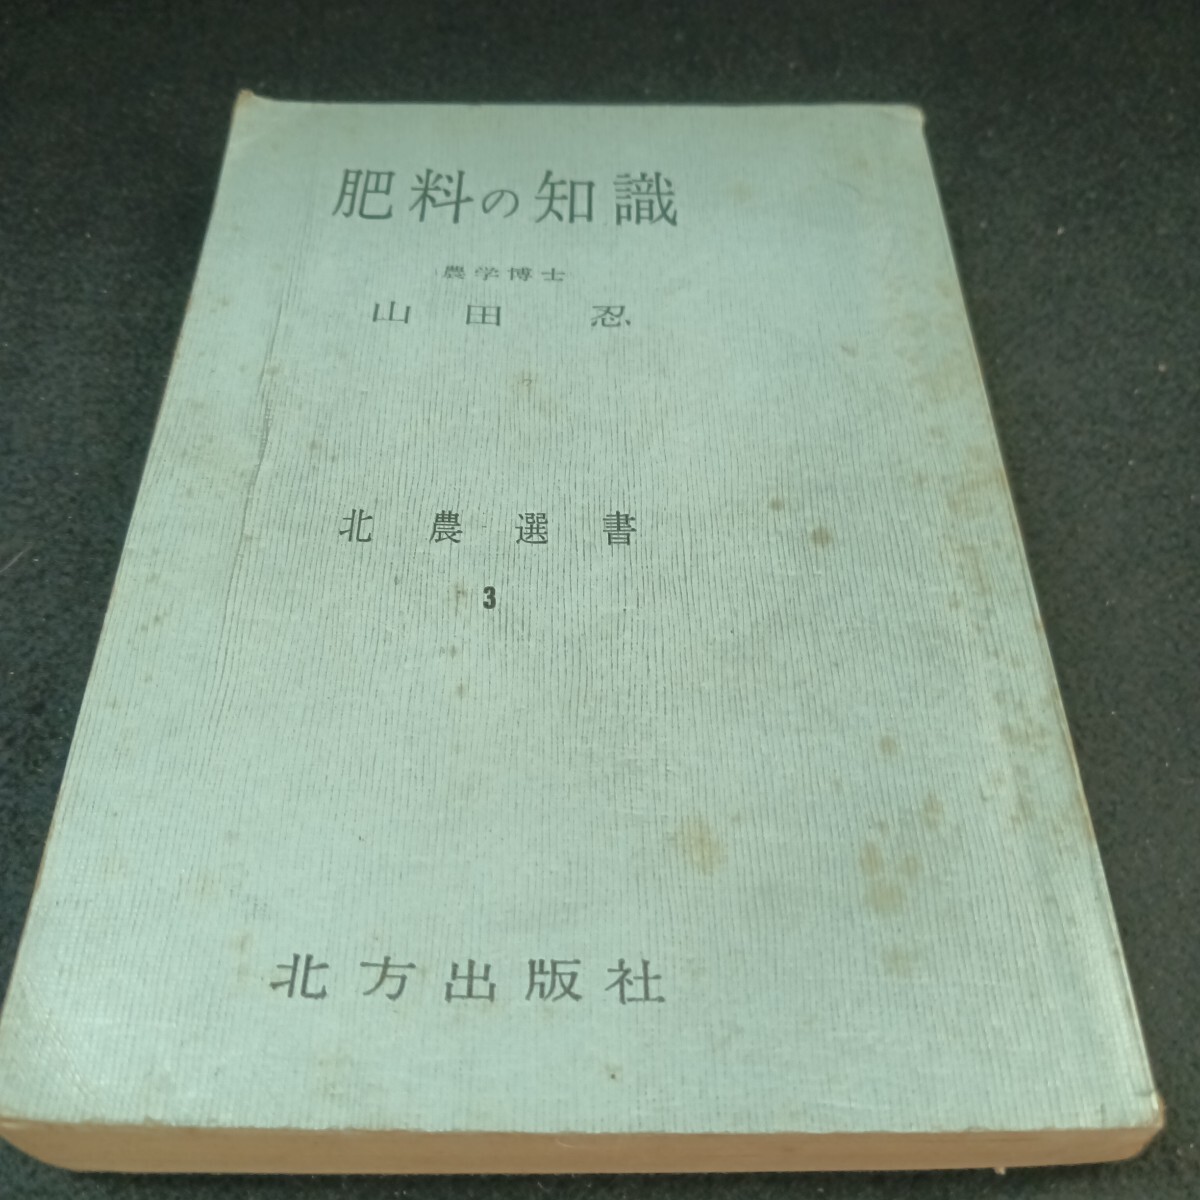 肥料の知識
農学博士
山田 忍
北農選書
3
北方出版社